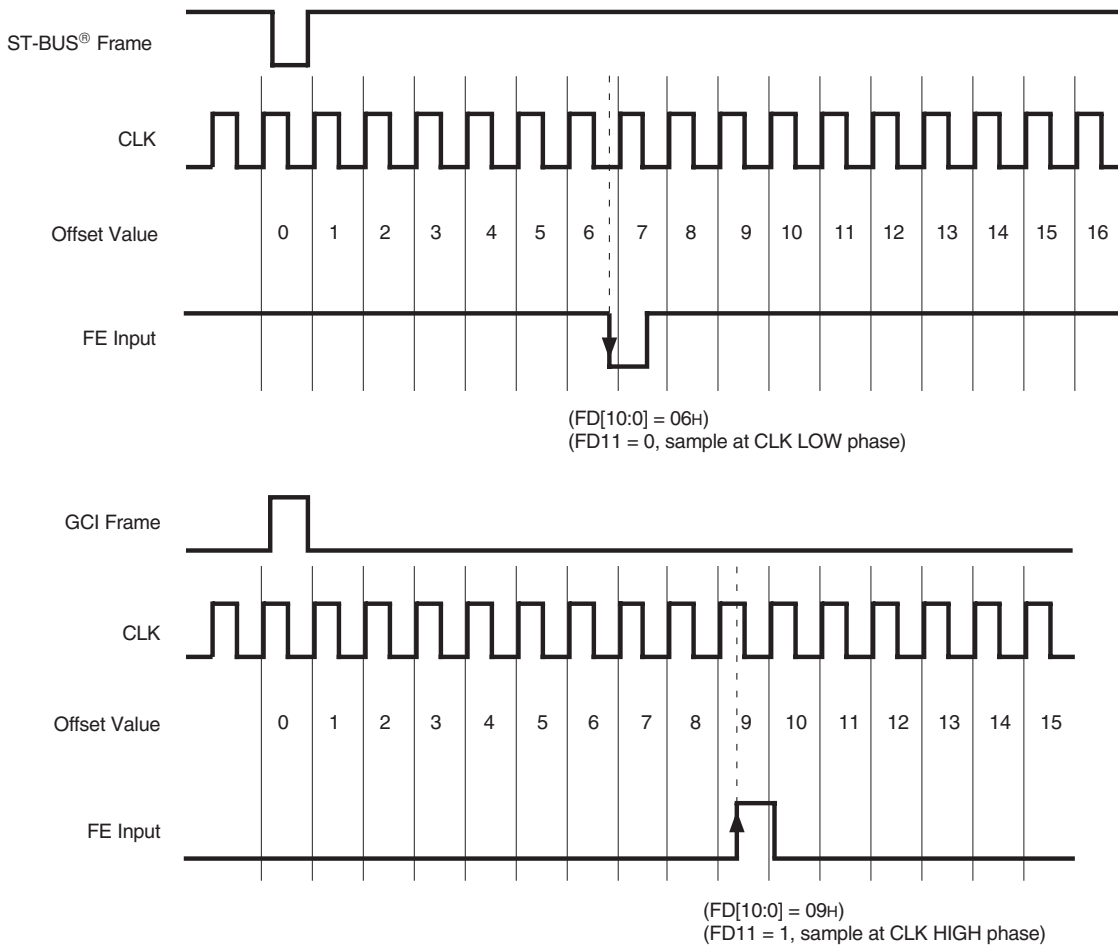 ST-BUS® Frame
CLK
Offset Value 0 1 2 3 4 5 6 7 8 9 10 11 12 13 14 15 16
FE Input
(FD[10:0] = 06H)
(FD11 = 0, sample at CLK LOW phase)
GCI Frame
CLK
Offset Value 0 1 2 3 4 5 6 7 8 9 10 11 12 13 14 15
FE Input
(FD[10:0] = 09H)
(FD11 = 1, sample at CLK HIGH phase)